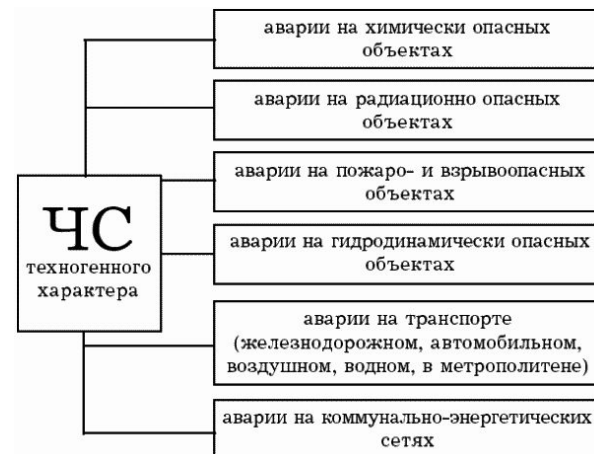 аварии на химически опасных
объектах
аварии на радиационно опасных
объектах
аварии на пожаро- и взрывоопасных
объектах
ЧС
техногенного
характера
аварии на гидродинамически опасных
объектах
аварии на транспорте
(железнодорожном, автомобильном,
воздушном, водном, в метрополитене)
аварии на коммунально-энергетических
сетях